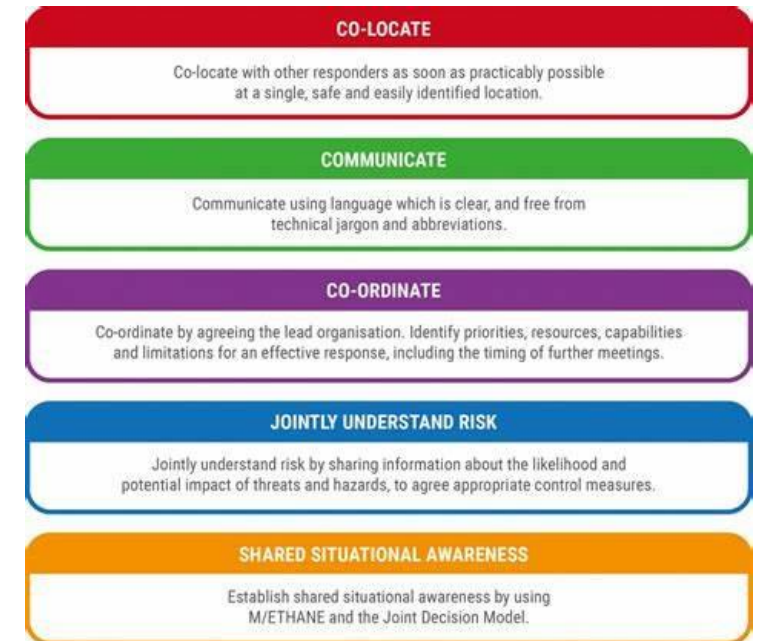 CO-LOCATE
Co-locate with other responders as soon as practicably possible
at a single, safe and easily identified location.
COMMUNICATE
Communicate using language which is clear, and free from
technical jargon and abbreviations.
CO-ORDINATE
Co-ordinate by agreeing the lead organisation. Identify priorities, resources, capabilities
and limitations for an effective response, including the timing of further meetings.
JOINTLY UNDERSTAND RISK
Jointly understand risk by sharing information about the likelihood and
potential impact of threats and hazards, to agree appropriate control measures.
SHARED SITUATIONAL AWARENESS
Establish shared situational awareness by using
M/ETHANE and the Joint Decision Model.